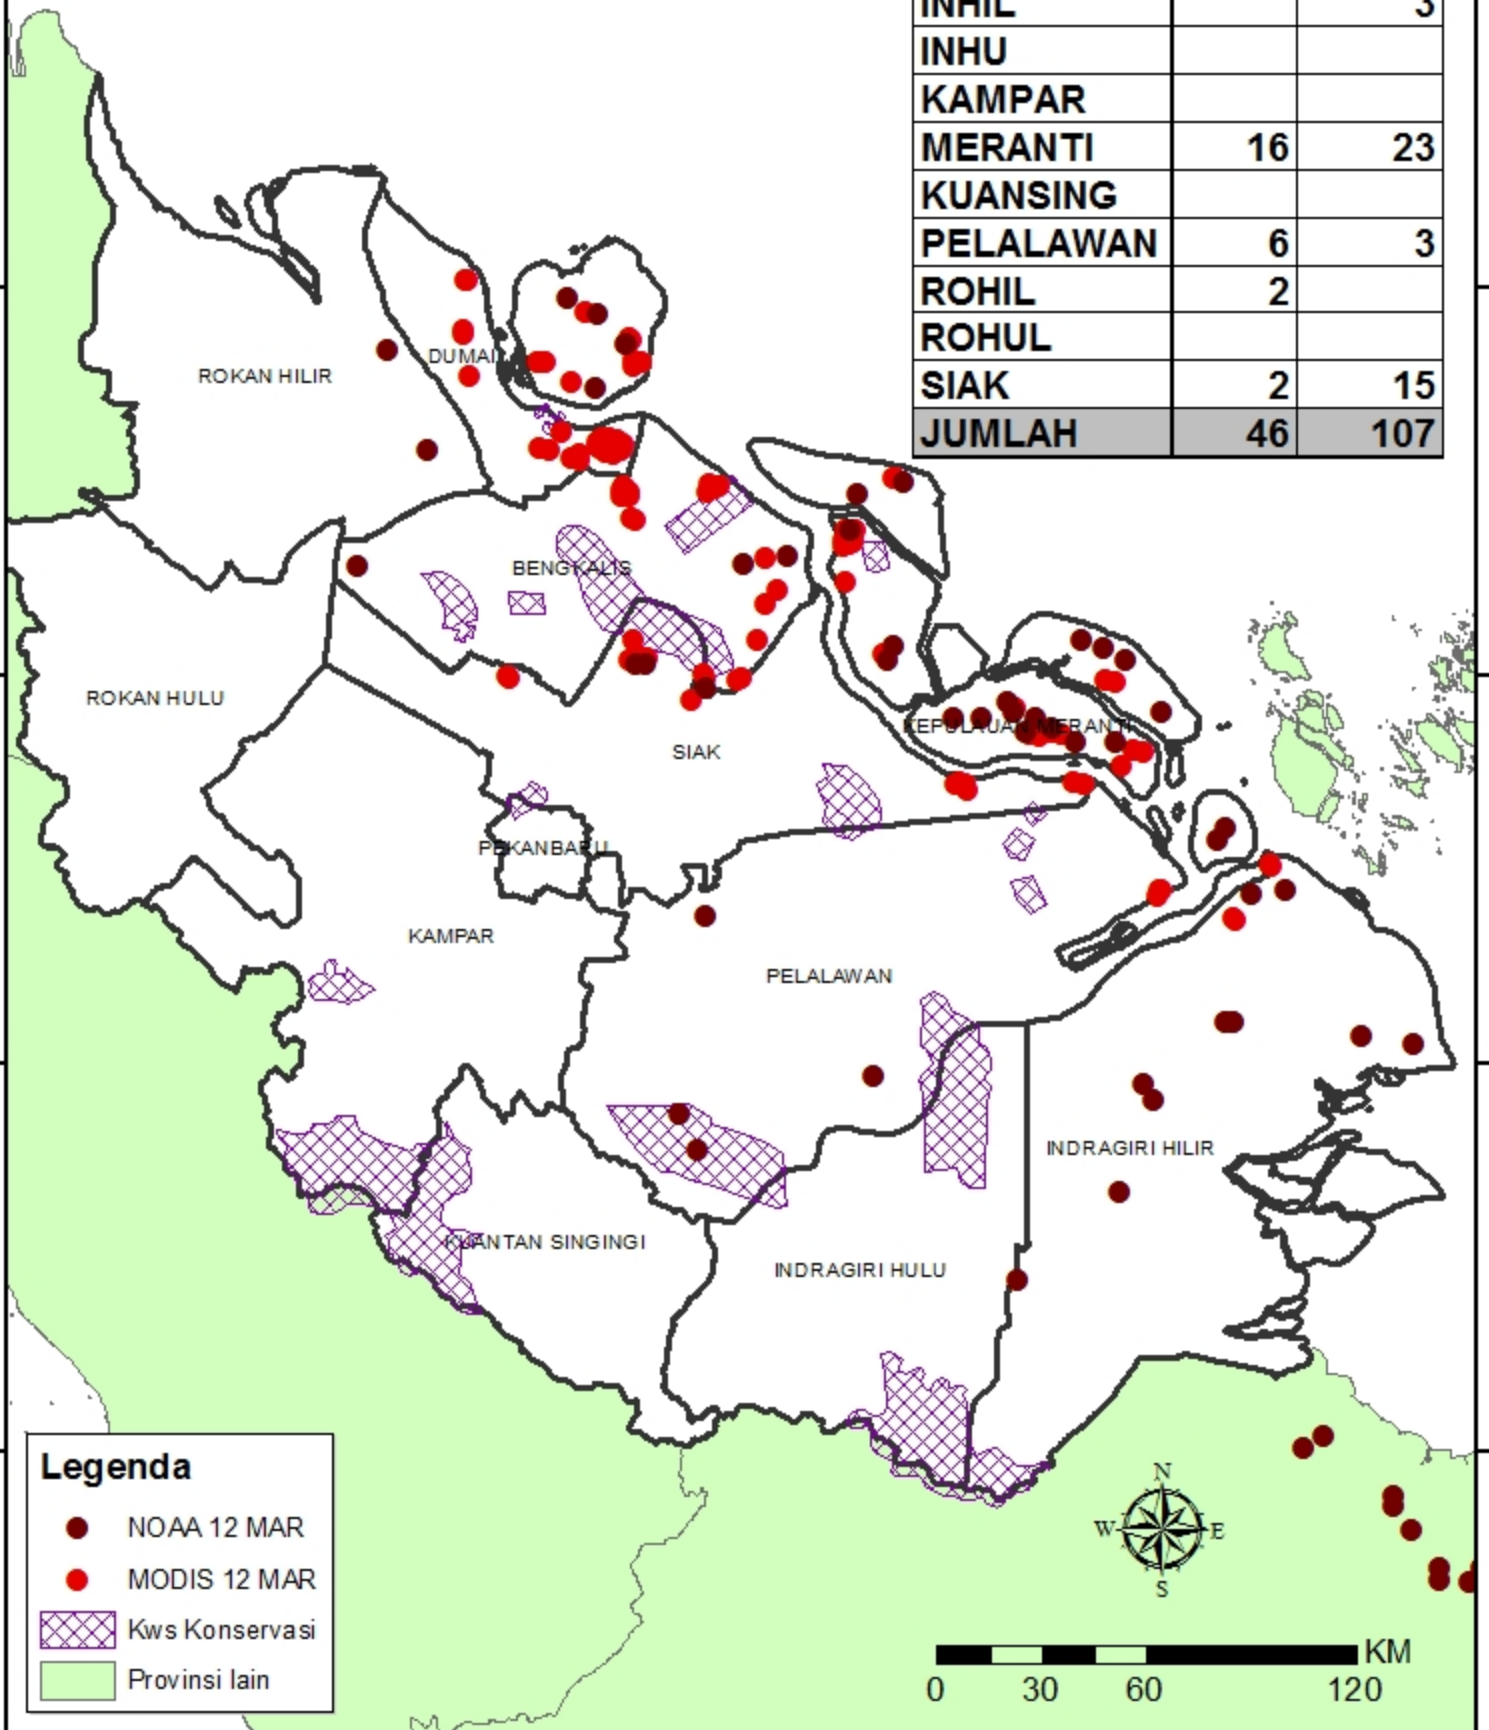 INHIL 3
INHU
KAMPAR
MERANTI 16 23
KUANSING
PELALAWAN 6 3
ROHIL 2
ROHUL
SIAK 2 15
JUMLAH 46 107
DUMAI
ROKAN HILIR
BENGKALIS
ROKAN HULU
KEPULAUAN MERANTI
SIAK
PEKANBARU
KAMPAR
PELALAWAN
INDRAGIRI HILIR
KUANTAN SINGINGI
INDRAGIRI HULU
Legenda
NOAA 12 MAR
MODIS 12 MAR
Kws Konservasi
Provinsi lain
N
W E
S
KM
0 30 60 120